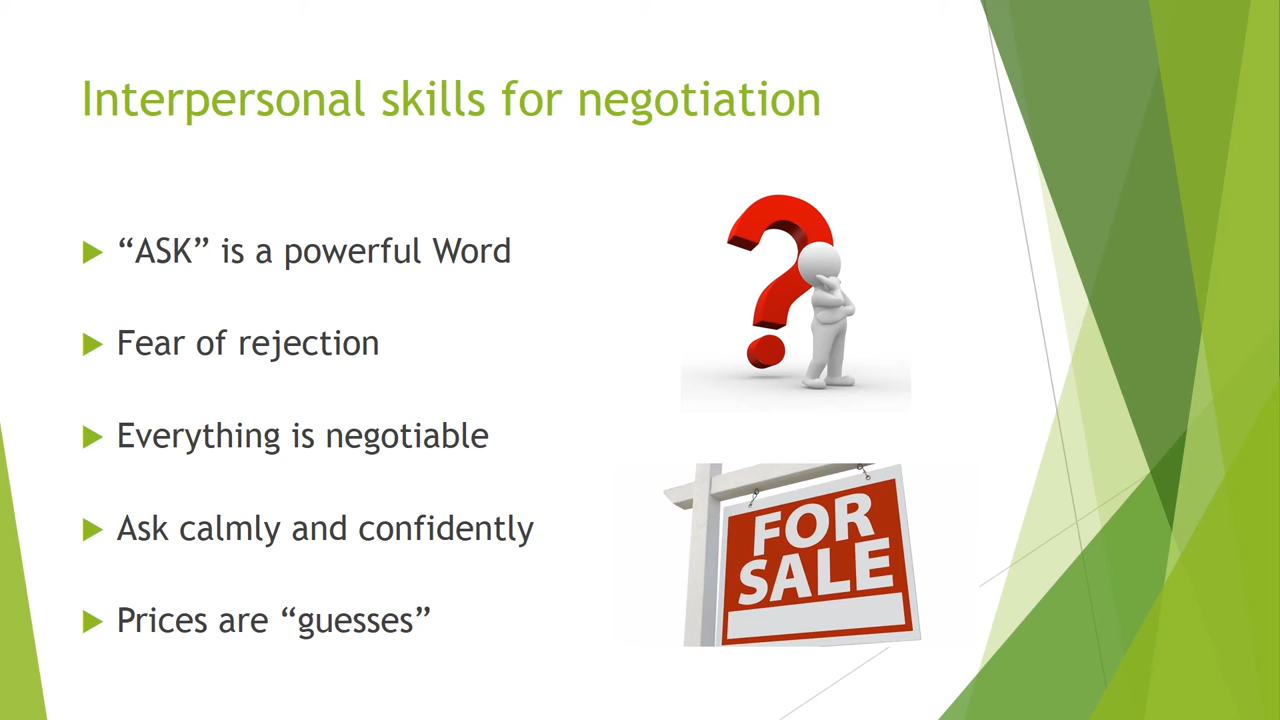 Interpersonal skills for negotiation
“ASK” is a powerful Word
Fear of rejection
Everything is negotiable
Ask calmly and confidently
Prices are “guesses”
FOR
SALE